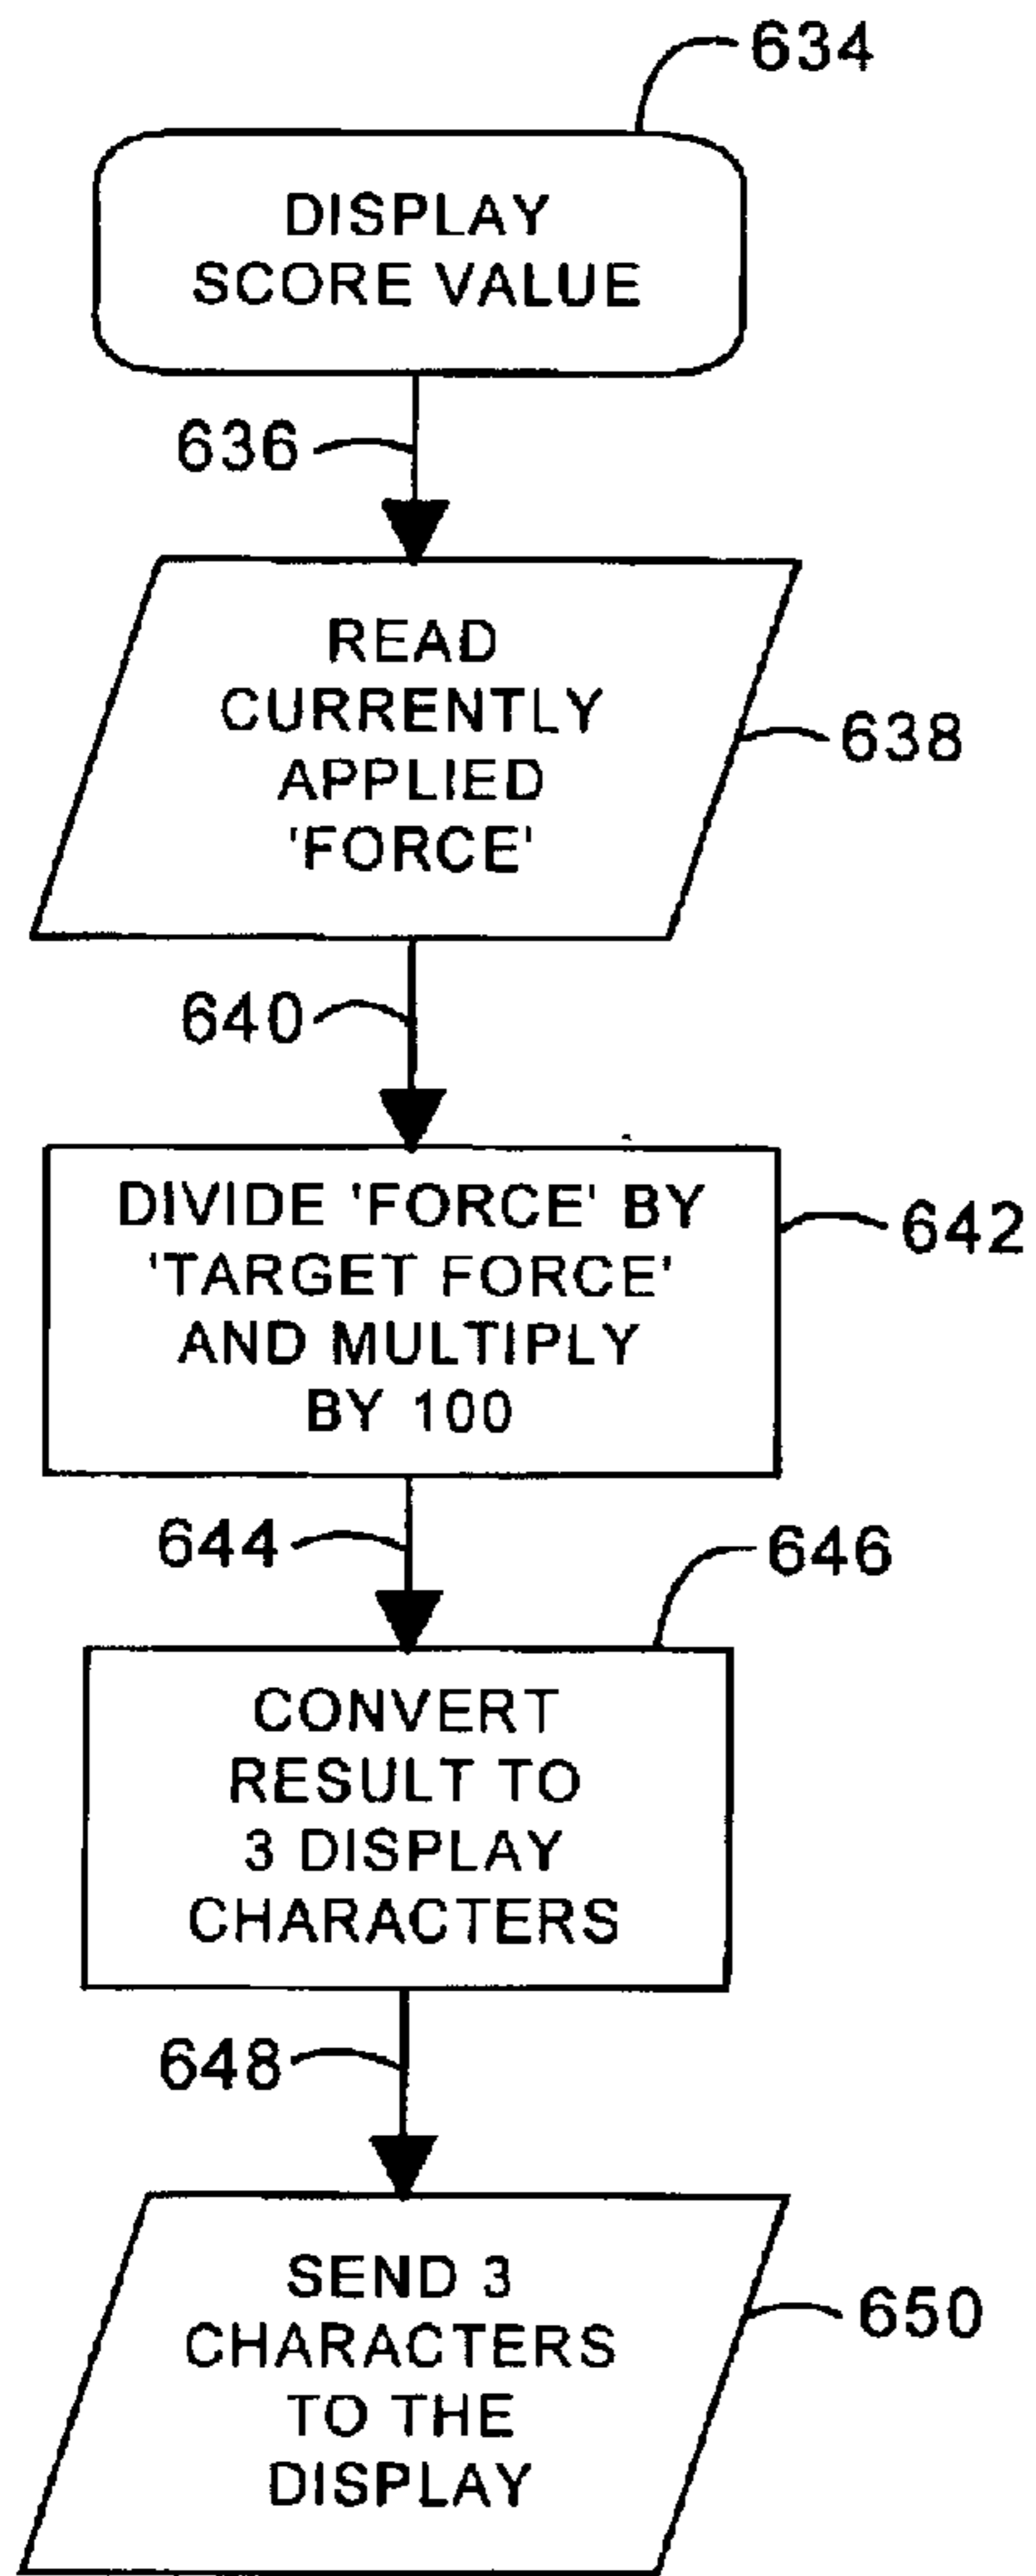 634
DISPLAY
SCORE VALUE
636
READ
CURRENTLY
APPLIED
'FORCE'
638
640
DIVIDE 'FORCE' BY
'TARGET FORCE'
AND MULTIPLY
BY 100
642
644
646
CONVERT
RESULT TO
3 DISPLAY
CHARACTERS
648
SEND 3
CHARACTERS
TO THE
DISPLAY
650